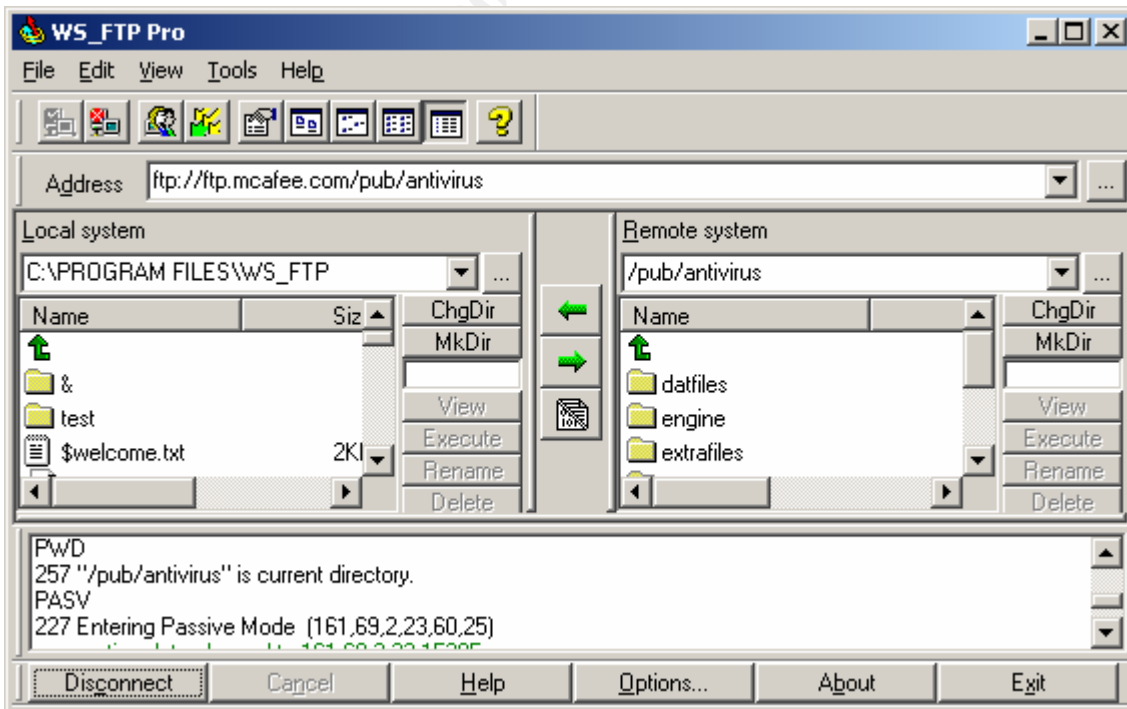 WS_FTP Pro
File Edit View Tools Help
Address ftp://ftp.mcafee.com/pub/antivirus ...
Local system
C:\PROGRAM FILES\WS_FTP ...
Name Siz
&
test
$welcome.txt 2K
ChgDir
MkDir
View
Execute
Rename
Delete
Remote system
/pub/antivirus ...
Name
datfiles
engine
extrafiles
ChgDir
MkDir
View
Execute
Rename
Delete
PWD
257 "/pub/antivirus" is current directory.
PASV
227 Entering Passive Mode (161,69,2,23,60,25)
Disconnect Cancel Help Options... About Exit